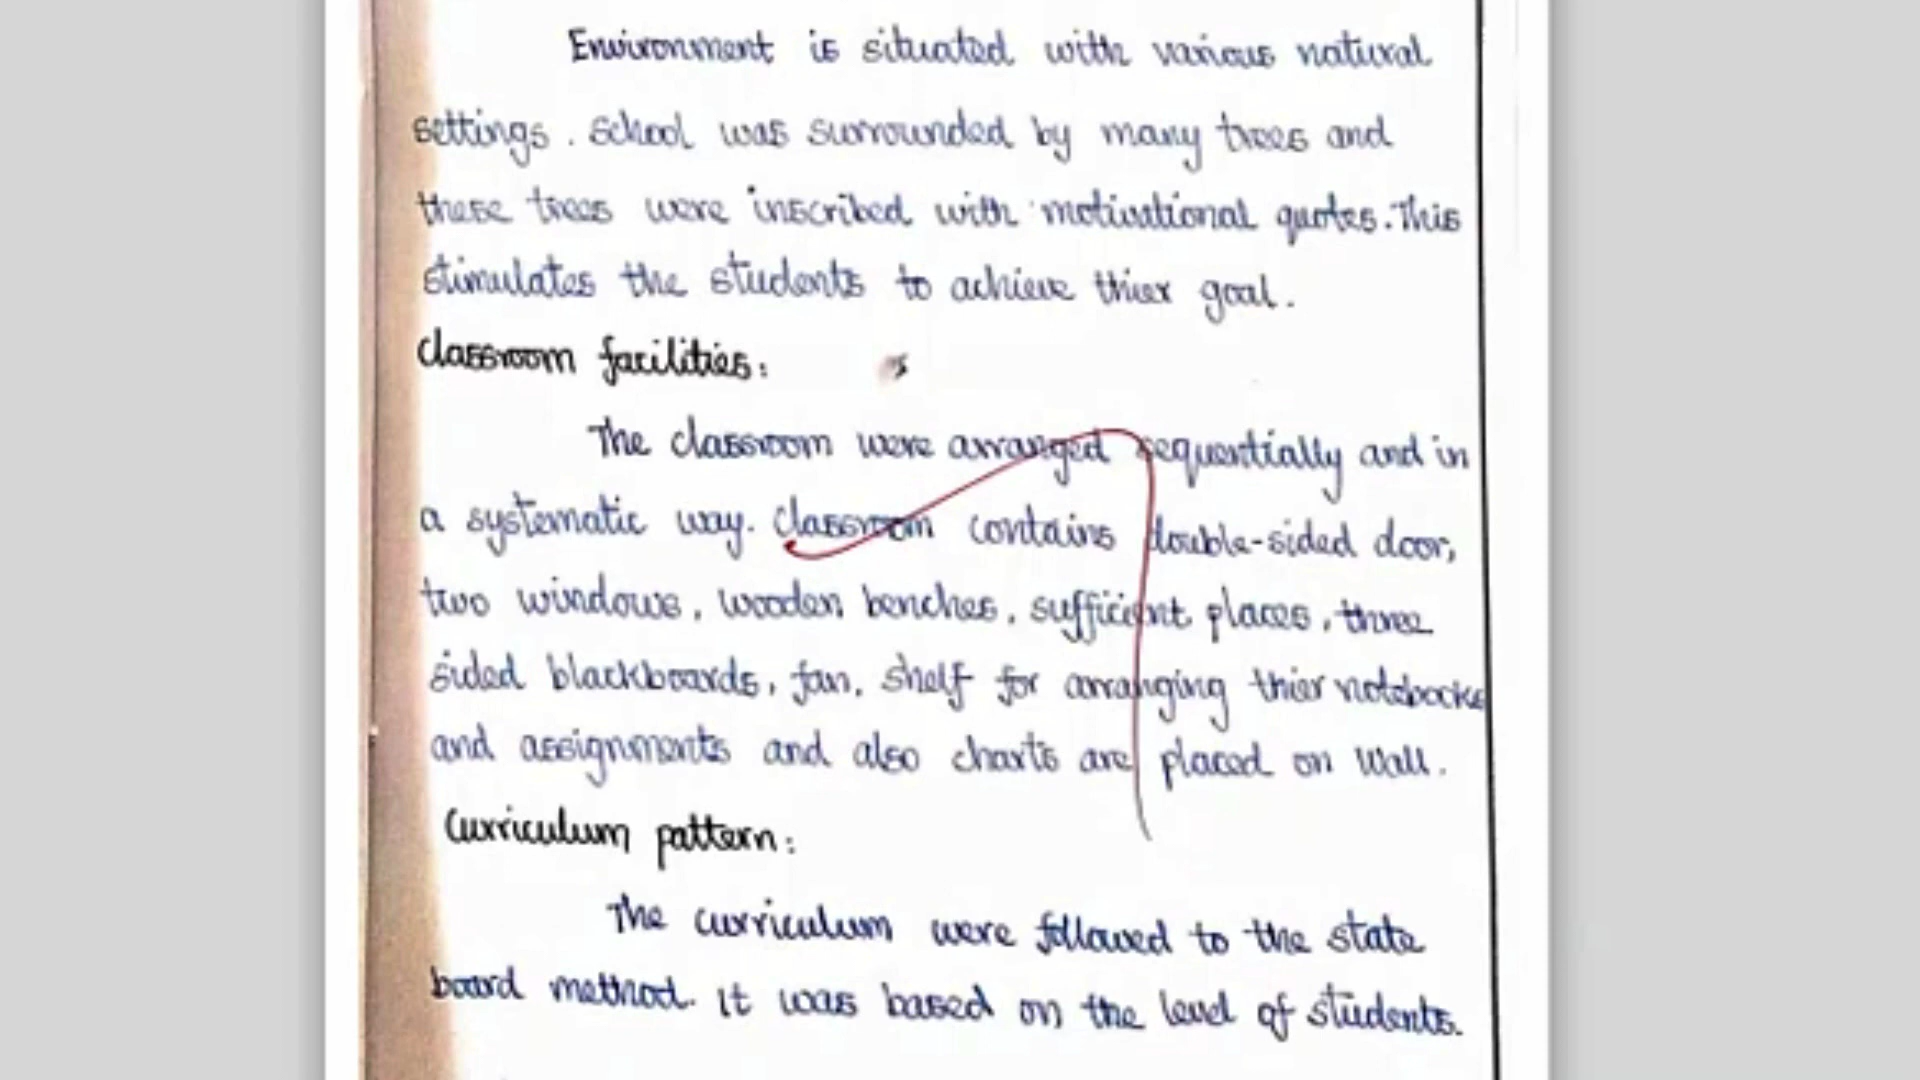 Environment is situated with various natural
settings. School was surrounded by many trees and
these trees were inscribed with motivational quotes. This
stimulates the students to achieve thier goal.
Classroom facilities:
The classroom were arranged sequentially and in
a systematic way. Classroom contains double-sided door,
two windows, wooden benches, sufficient places, three
sided blackboards, fan, shelf for arranging thier notebooks
and assignments and also charts are placed on Wall.
Curriculum pattern:
The curriculum were followed to the state
board method. It was based on the level of students.